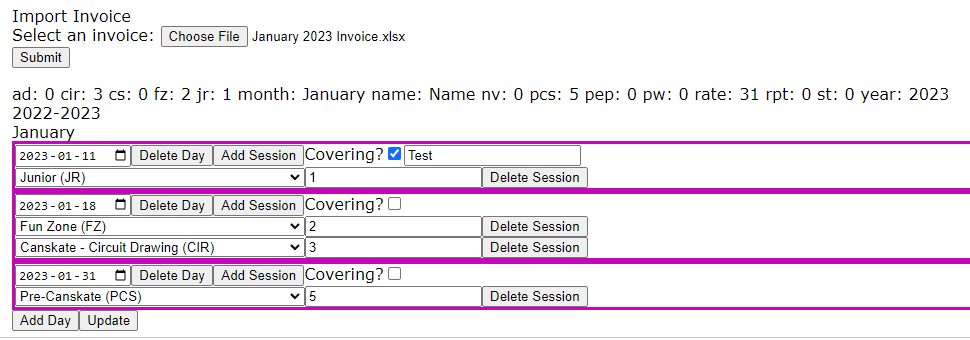 Import Invoice
Select an invoice: Choose File January 2023 Invoice.xlsx
Submit
ad: 0 cir: 3 cs: 0 fz: 2 jr: 1 month: January name: Name nv: 0 pcs: 5 pep: 0 pw: 0 rate: 31 rpt: 0 st: 0 year: 2023
2022-2023
January
2023-01-11 Delete Day Add Session Covering? Test
Junior (JR) 1 Delete Session
2023-01-18 Delete Day Add Session Covering?
Fun Zone (FZ) 2 Delete Session
Canskate - Circuit Drawing (CIR) 3 Delete Session
2023-01-31 Delete Day Add Session Covering?
Pre-Canskate (PCS) 5 Delete Session
Add Day Update